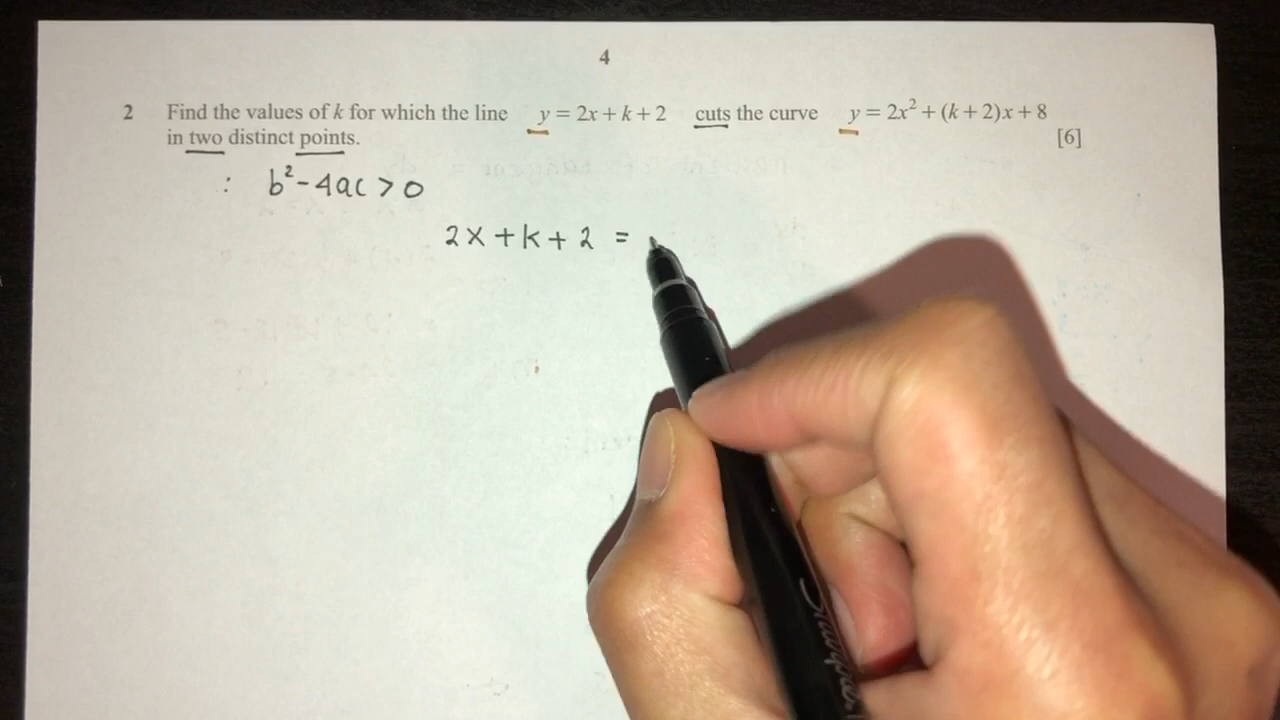 4
2 Find the values of k for which the line y = 2x + k + 2 cuts the curve y = 2x² + (k + 2)x + 8
in two distinct points. [6]
: b² - 4ac > 0
2x + k + 2 =